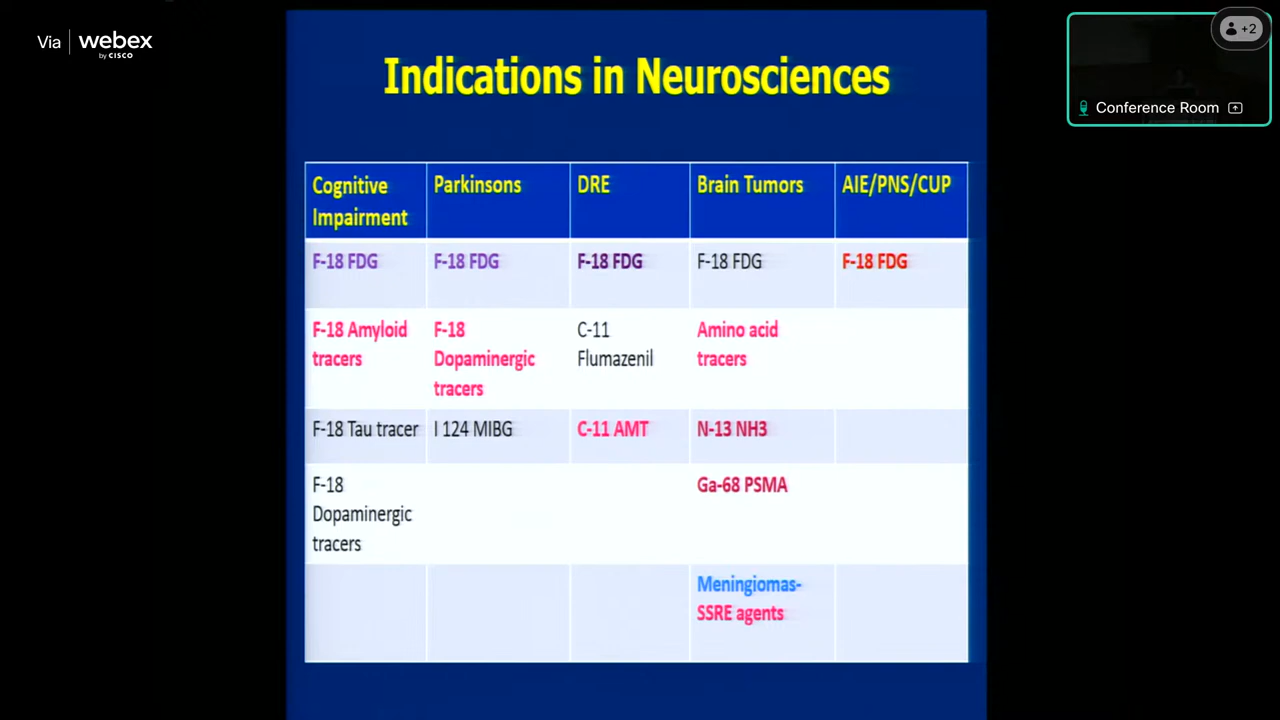 Via webex
by CISCO
+2
Conference Room
Indications in Neurosciences
Cognitive Impairment
Parkinsons
DRE
Brain Tumors
AIE/PNS/CUP
F-18 FDG
F-18 FDG
F-18 FDG
F-18 FDG
F-18 FDG
F-18 Amyloid
tracers
F-18
Dopaminergic
tracers
C-11
Flumazenil
Amino acid
tracers
F-18 Tau tracer
I 124 MIBG
C-11 AMT
N-13 NH3
F-18
Dopaminergic
tracers
Ga-68 PSMA
Meningiomas-
SSRE agents